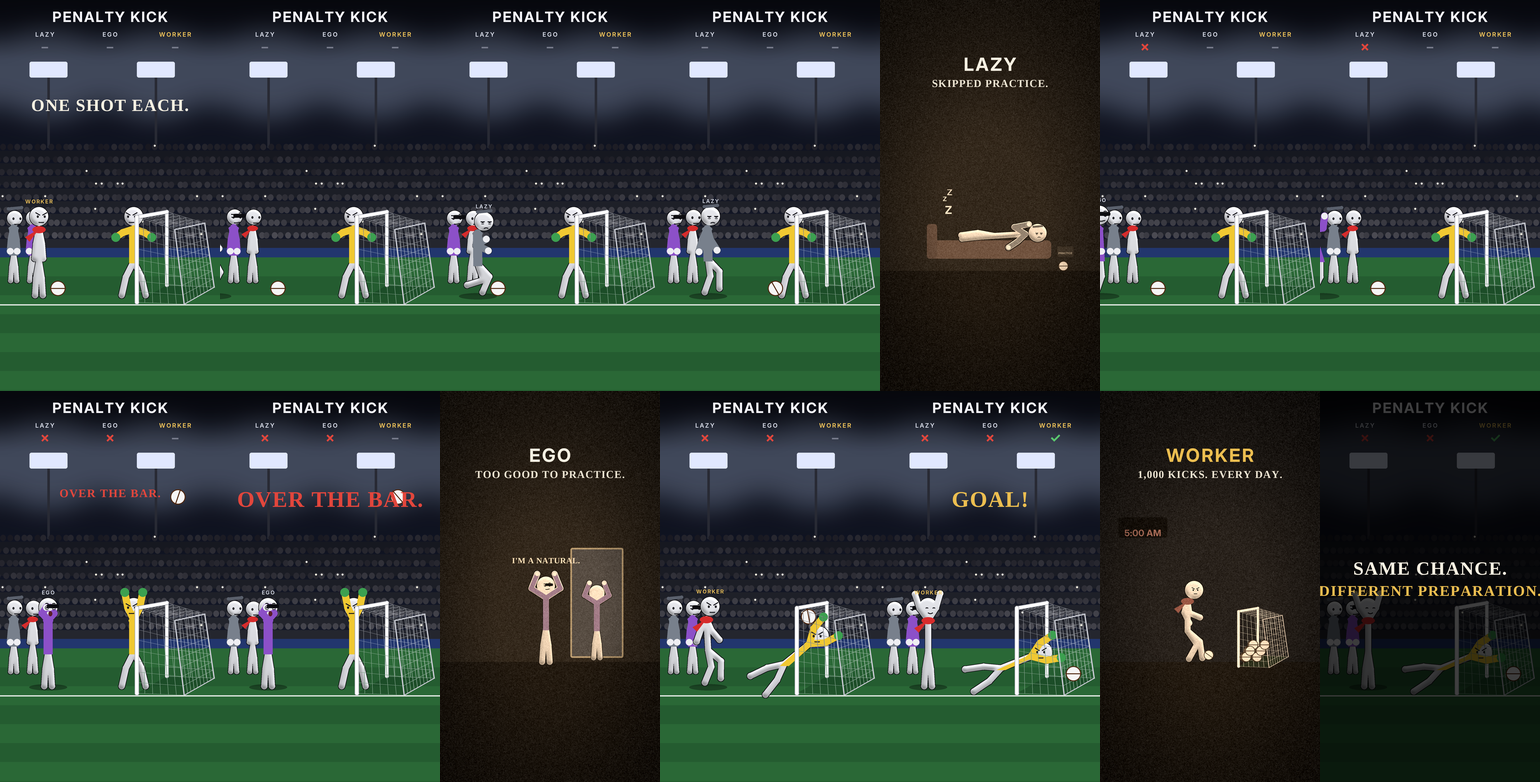 PENALTY KICK
LAZY EGO WORKER
ONE SHOT EACH.
WORKER
PENALTY KICK
LAZY EGO WORKER
PENALTY KICK
LAZY EGO WORKER
LAZY
PENALTY KICK
LAZY EGO WORKER
LAZY
LAZY
SKIPPED PRACTICE.
Z
Z
Z
PENALTY KICK
LAZY EGO WORKER
PENALTY KICK
LAZY EGO WORKER
PENALTY KICK
LAZY EGO WORKER
OVER THE BAR.
EGO
PENALTY KICK
LAZY EGO WORKER
OVER THE BAR.
EGO
EGO
TOO GOOD TO PRACTICE.
I'M A NATURAL.
PENALTY KICK
LAZY EGO WORKER
WORKER
PENALTY KICK
LAZY EGO WORKER
GOAL!
WORKER
WORKER
1,000 KICKS. EVERY DAY.
5:00 AM
PENALTY KICK
LAZY EGO WORKER
SAME CHANCE.
DIFFERENT PREPARATION.